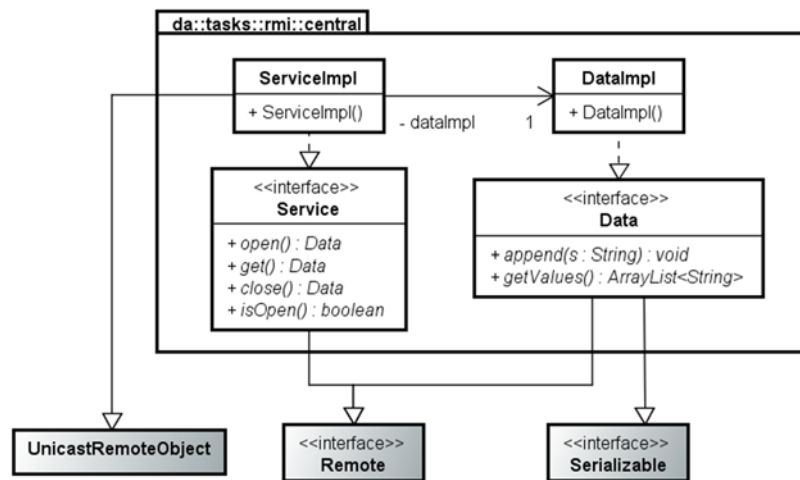 da::tasks::rmi::central
ServiceImpl
+ ServiceImpl()
- dataImpl
1
DataImpl
+ DataImpl()
<<interface>>
Service
+ open() : Data
+ get() : Data
+ close() : Data
+ isOpen() : boolean
<<interface>>
Data
+ append(s : String) : void
+ getValues() : ArrayList<String>
UnicastRemoteObject
<<interface>>
Remote
<<interface>>
Serializable